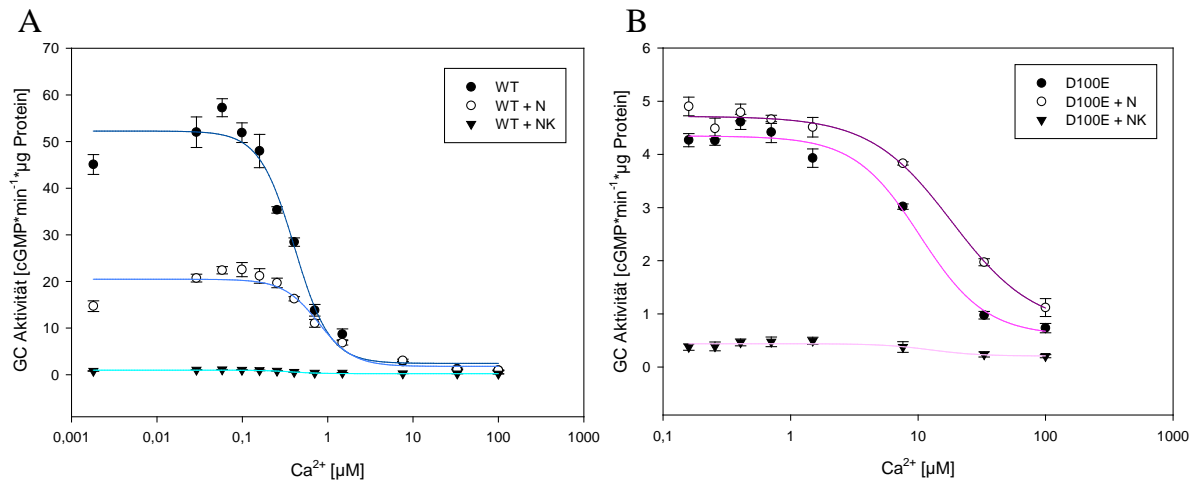 A
GC Aktivität [cGMP*min⁻¹*µg Protein]
70
60
50
40
30
20
10
0
0,001
0,01
0,1
1
10
100
1000
Ca²⁺ [µM]
WT
WT + N
WT + NK
B
GC Aktivität [cGMP*min⁻¹*µg Protein]
6
5
4
3
2
1
0
0,1
1
10
100
1000
Ca²⁺ [µM]
D100E
D100E + N
D100E + NK